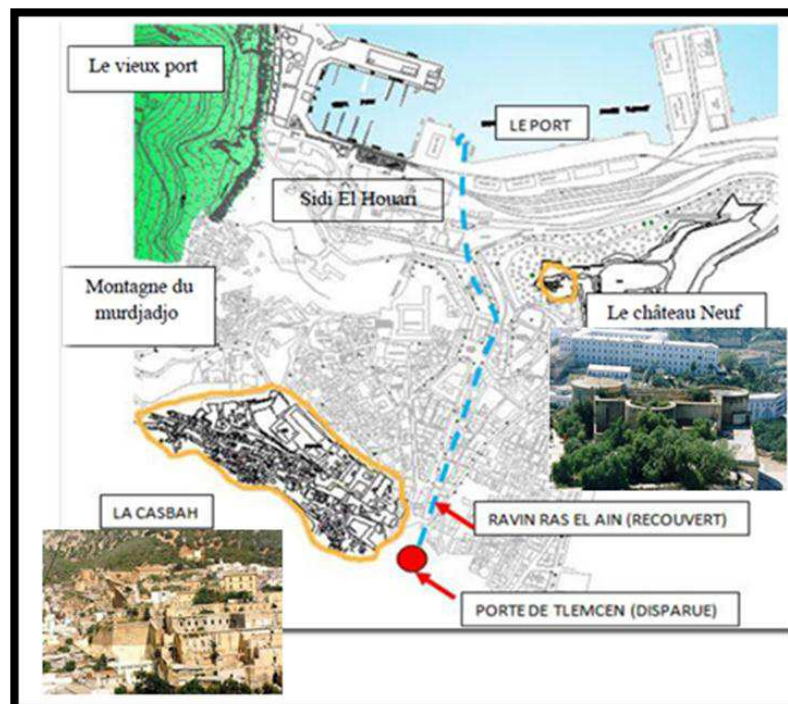 Le vieux port
LE PORT
Sidi El Houari
Montagne du
murdjadjo
Le château Neuf
LA CASBAH
RAVIN RAS EL AIN (RECOUVERT)
PORTE DE TLEMCEN (DISPARUE)